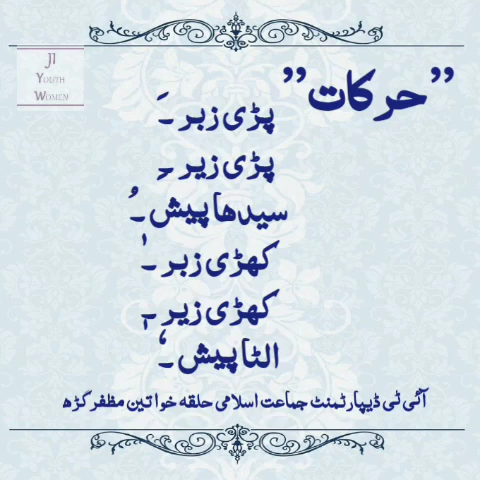 JI
Youth
Women
”حرکات”
پڑی زبر ـَ
پڑی زیر ـِ
سیدھا پیش ـُ
کھڑی زبر ـٰ
کھڑی زیر ـٖ
الٹا پیش ـٗ
آئی ٹی ڈیپارٹمنٹ جماعت اسلامی حلقہ خواتین مظفر گڑھ